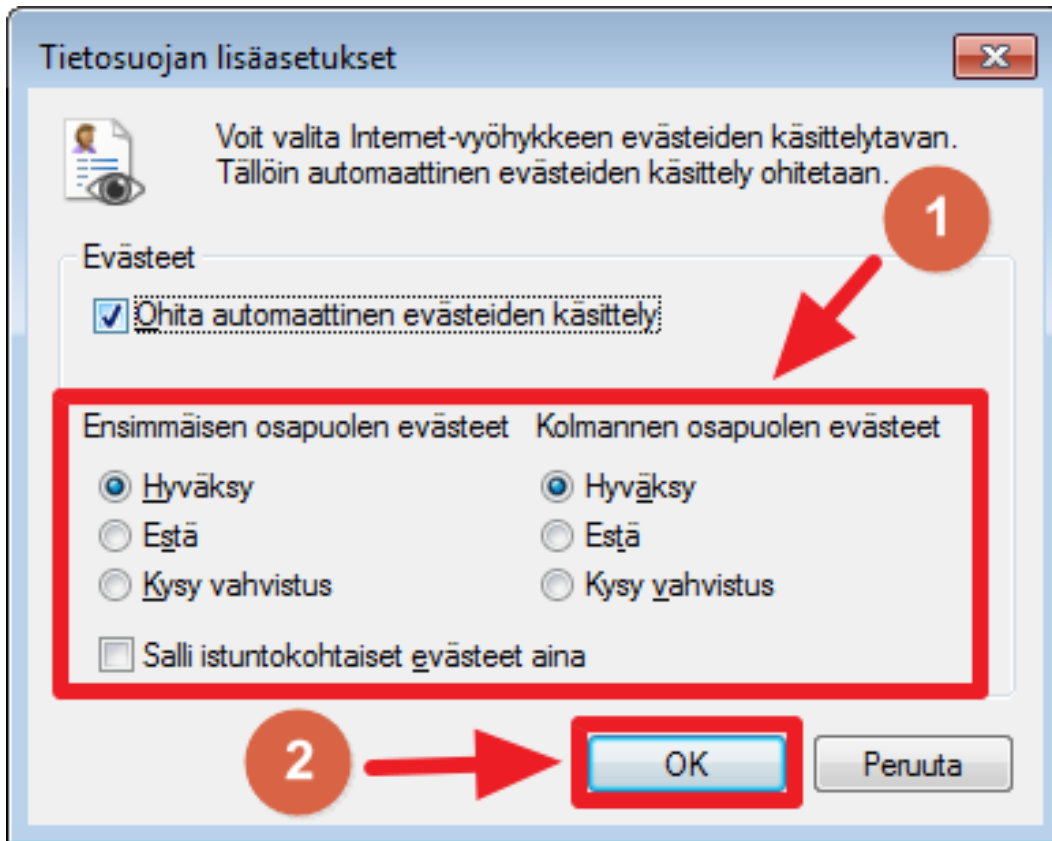 Tietosuojan lisäasetukset
Voit valita Internet-vyöhykkeen evästeiden käsittelytavan.
Tällöin automaattinen evästeiden käsittely ohitetaan.
1
Evästeet
Ohita automaattinen evästeiden käsittely
Ensimmäisen osapuolen evästeet Kolmannen osapuolen evästeet
Hyväksy Hyväksy
Estä Estä
Kysy vahvistus Kysy vahvistus
Salli istuntokohtaiset evästeet aina
2 OK Peruuta